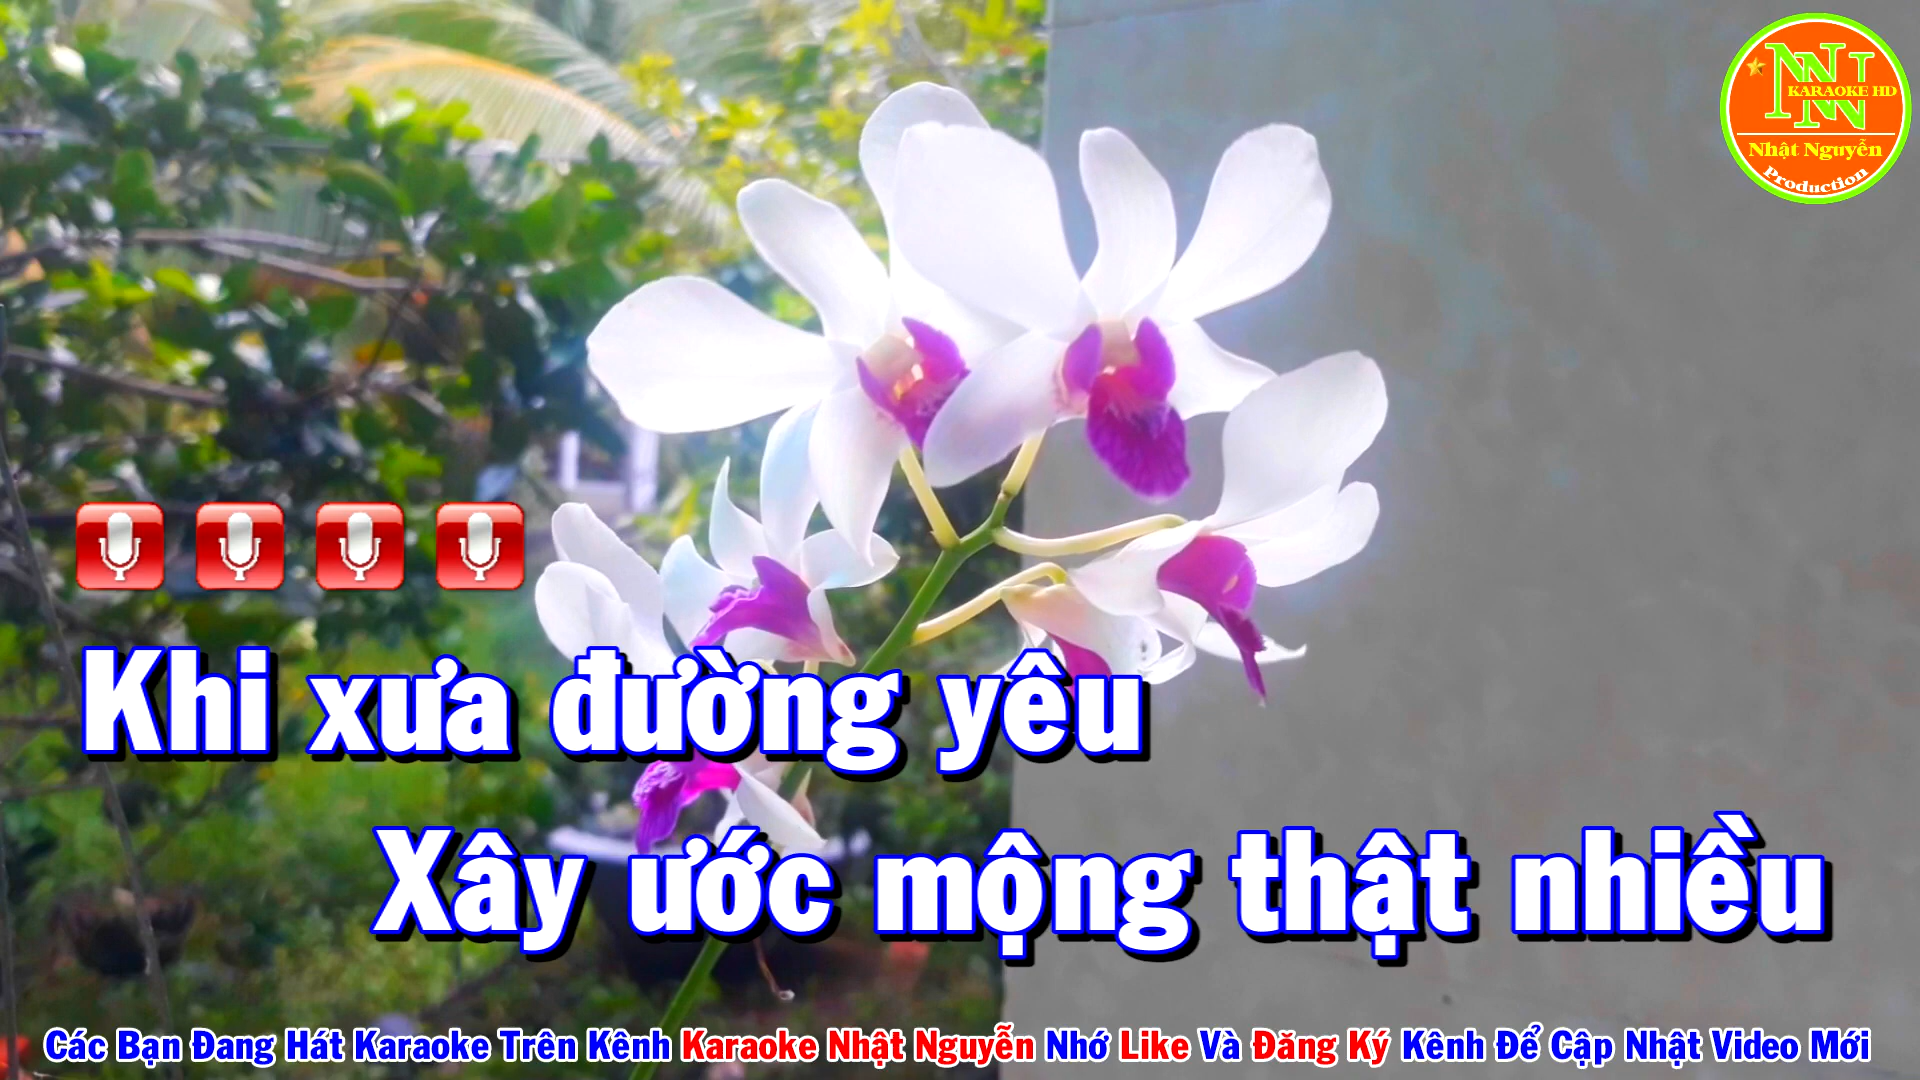 NN
NN
KARAOKE HD
Nhật Nguyễn
Production
Khi xưa đường yêu
Xây ước mộng thật nhiều
Các Bạn Đang Hát Karaoke Trên Kênh Karaoke Nhật Nguyễn Nhớ Like Và Đăng Ký Kênh Để Cập Nhật Video Mới